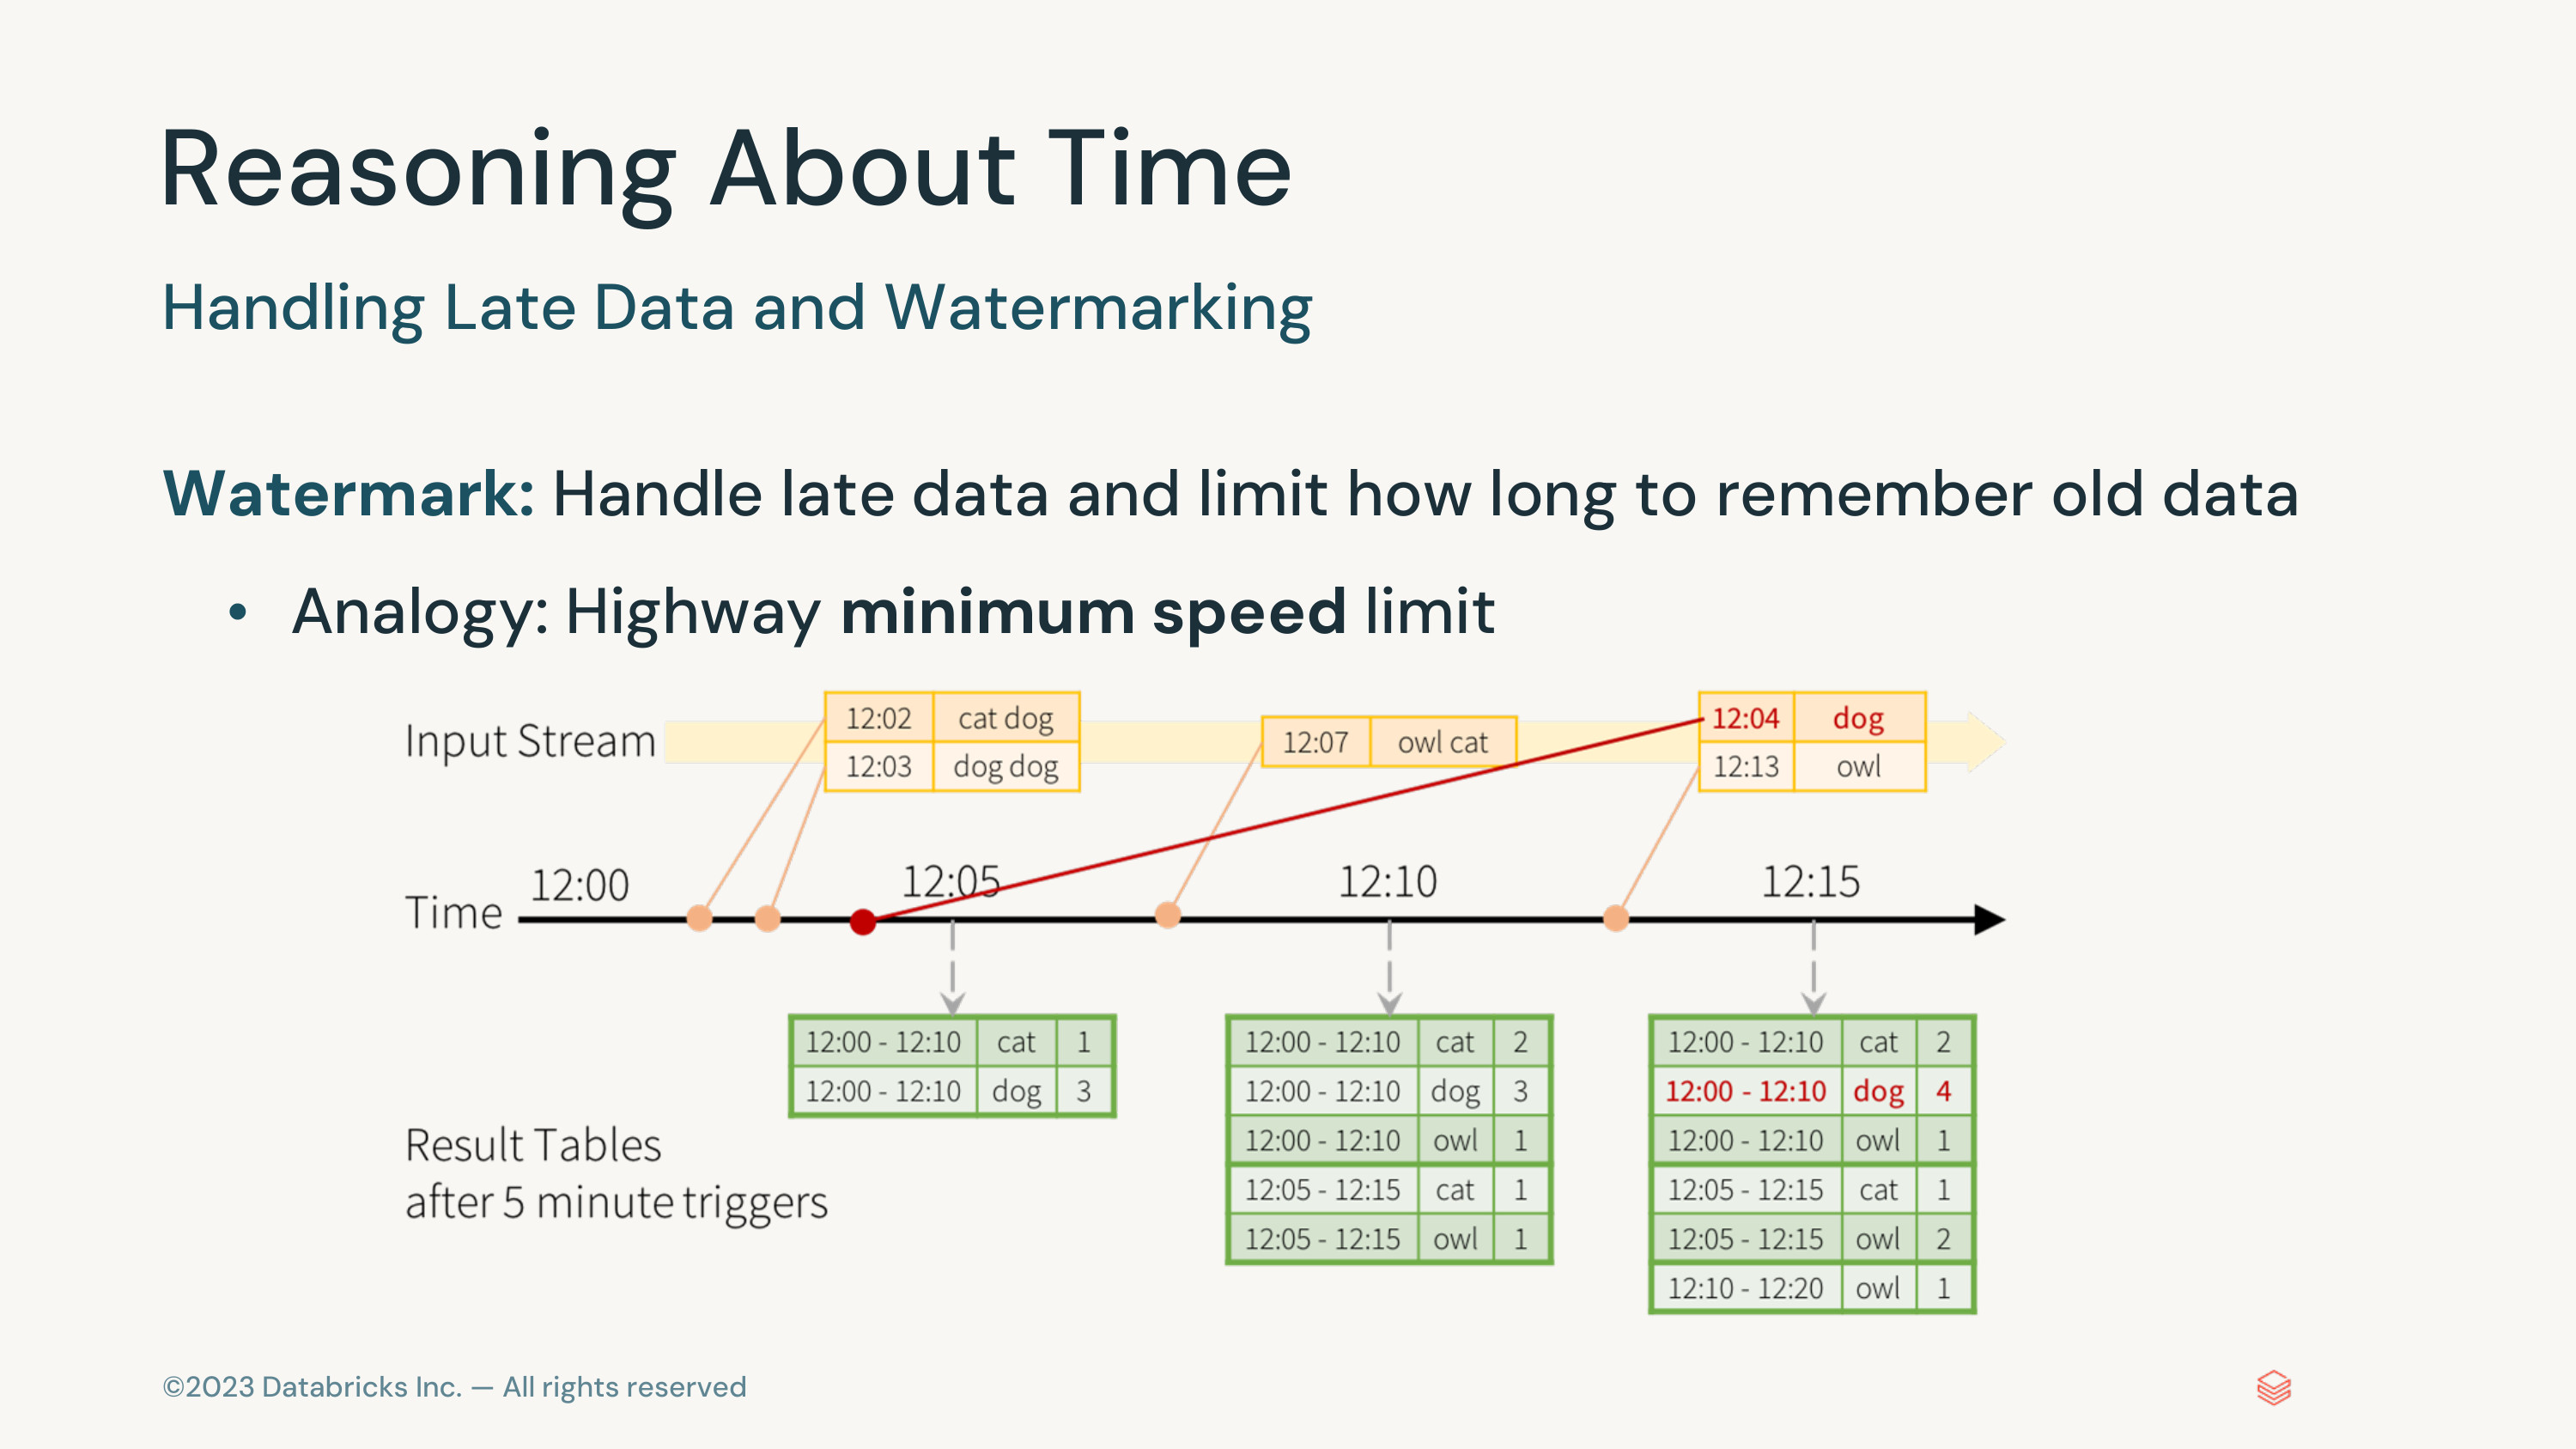 Reasoning About Time
Handling Late Data and Watermarking
Watermark: Handle late data and limit how long to remember old data
• Analogy: Highway minimum speed limit
Input Stream
12:02 cat dog
12:03 dog dog
12:07 owl cat
12:04 dog
12:13 owl
Time
12:00
12:05
12:10
12:15
Result Tables
after 5 minute triggers
12:00 - 12:10 cat 1
12:00 - 12:10 dog 3
12:00 - 12:10 cat 2
12:00 - 12:10 dog 3
12:00 - 12:10 owl 1
12:05 - 12:15 cat 1
12:05 - 12:15 owl 1
12:00 - 12:10 cat 2
12:00 - 12:10 dog 4
12:00 - 12:10 owl 1
12:05 - 12:15 cat 1
12:05 - 12:15 owl 2
12:10 - 12:20 owl 1
©2023 Databricks Inc. — All rights reserved